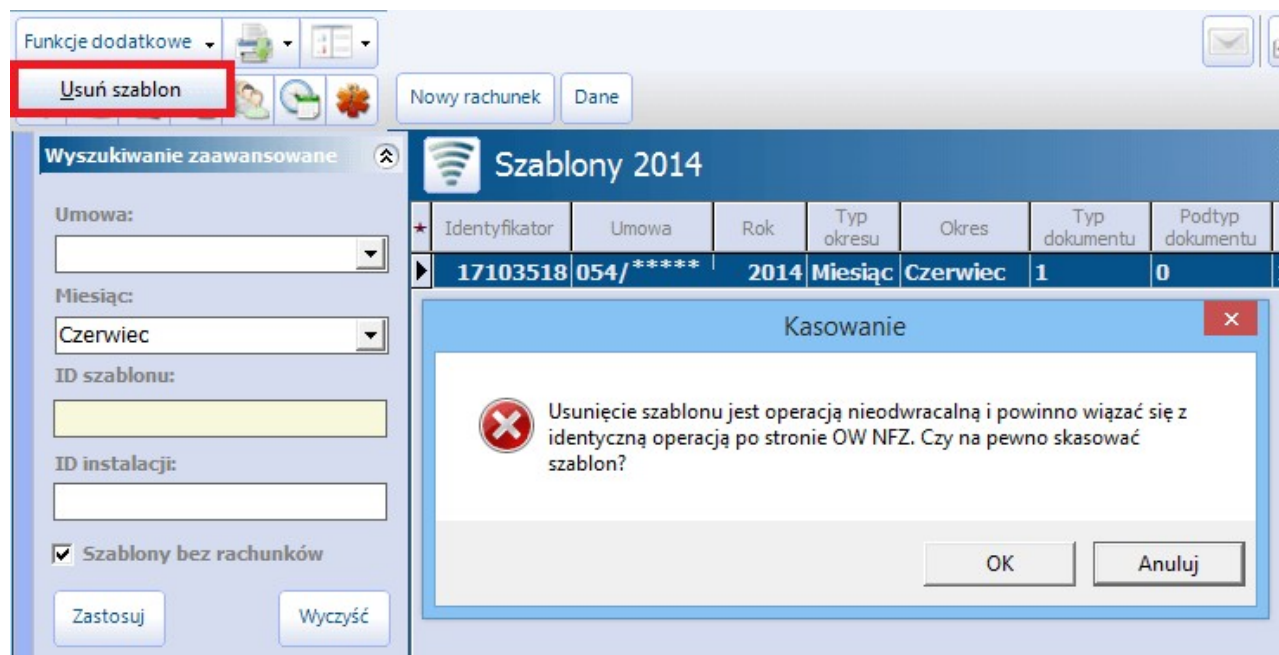 Funkcje dodatkowe
Usuń szablon
Nowy rachunek
Dane
Wyszukiwanie zaawansowane
Umowa:
Miesiąc:
Czerwiec
ID szablonu:
ID instalacji:
Szablony bez rachunków
Zastosuj
Wyczyść
Szablony 2014
Identyfikator Umowa Rok Typ okresu Okres Typ dokumentu Podtyp dokumentu
17103518 054/***** 2014 Miesiąc Czerwiec 1 0
Kasowanie
Usunięcie szablonu jest operacją nieodwracalną i powinno wiązać się z
identyczną operacją po stronie OW NFZ. Czy na pewno skasować
szablon?
OK
Anuluj